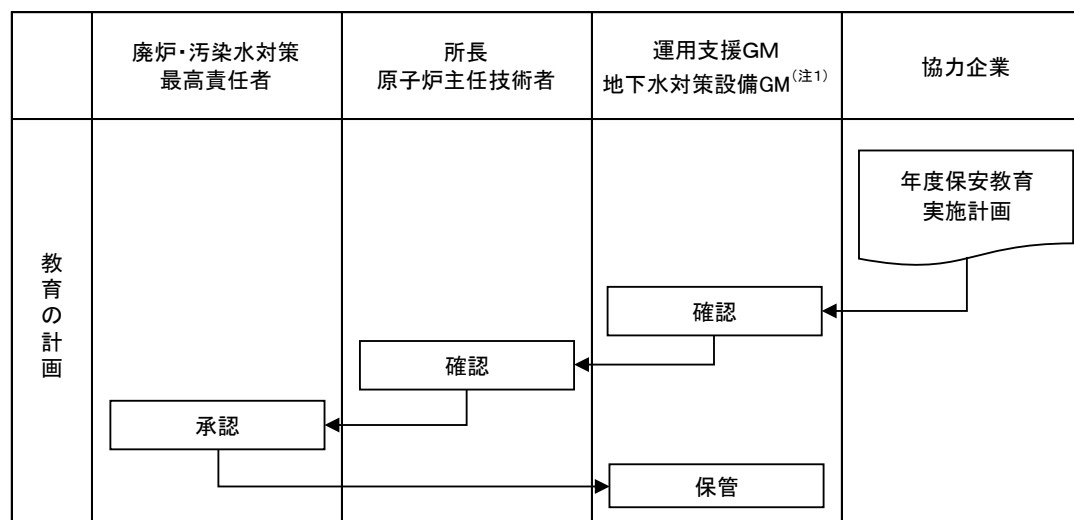 廃炉・汚染水対策
最高責任者
所長
原子炉主任技術者
運用支援GM
地下水対策設備GM(注1)
協力企業
教育の計画
年度保安教育
実施計画
確認
確認
承認
保管